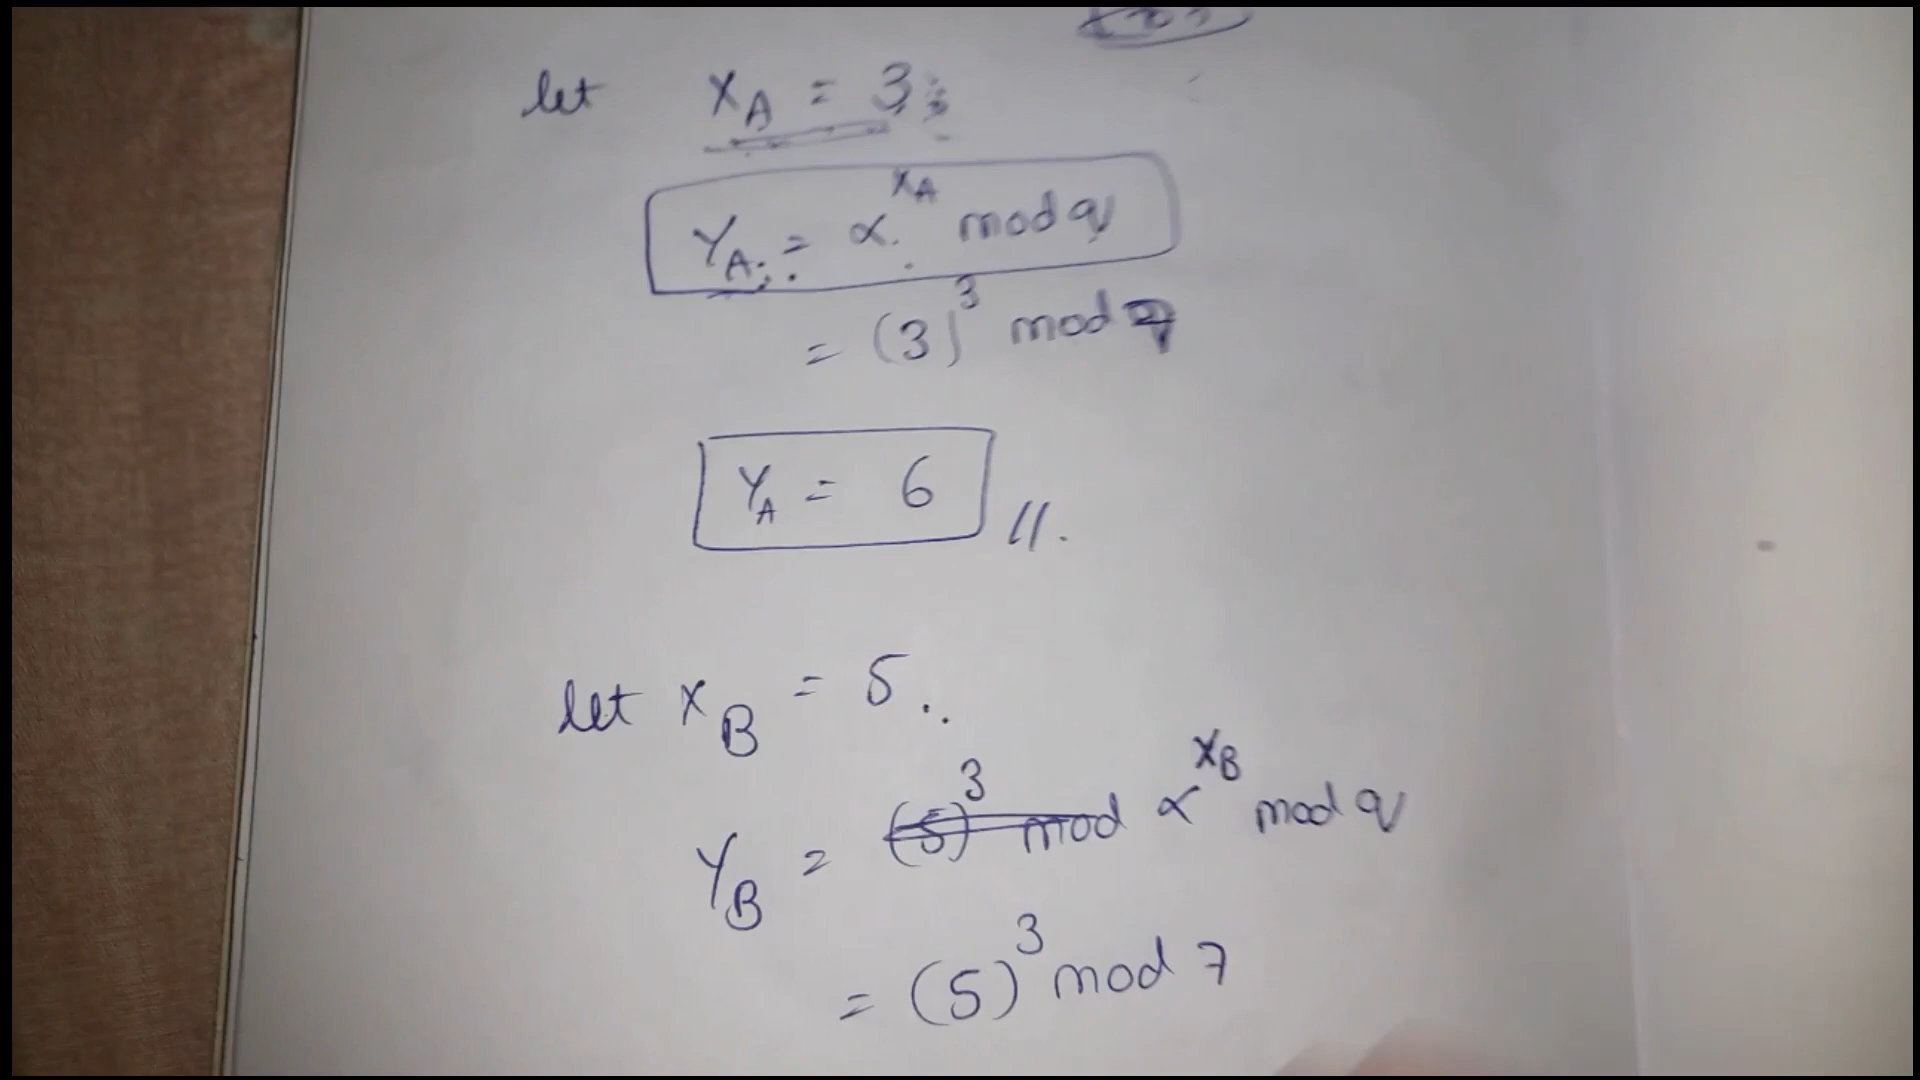 let X_A = 3;
Y_A = α^X_A mod q
= (3)^3 mod 7
Y_A = 6 //.
let X_B = 5..
Y_B = (5)^3 mod α^X_B mod q
= (5)^3 mod 7